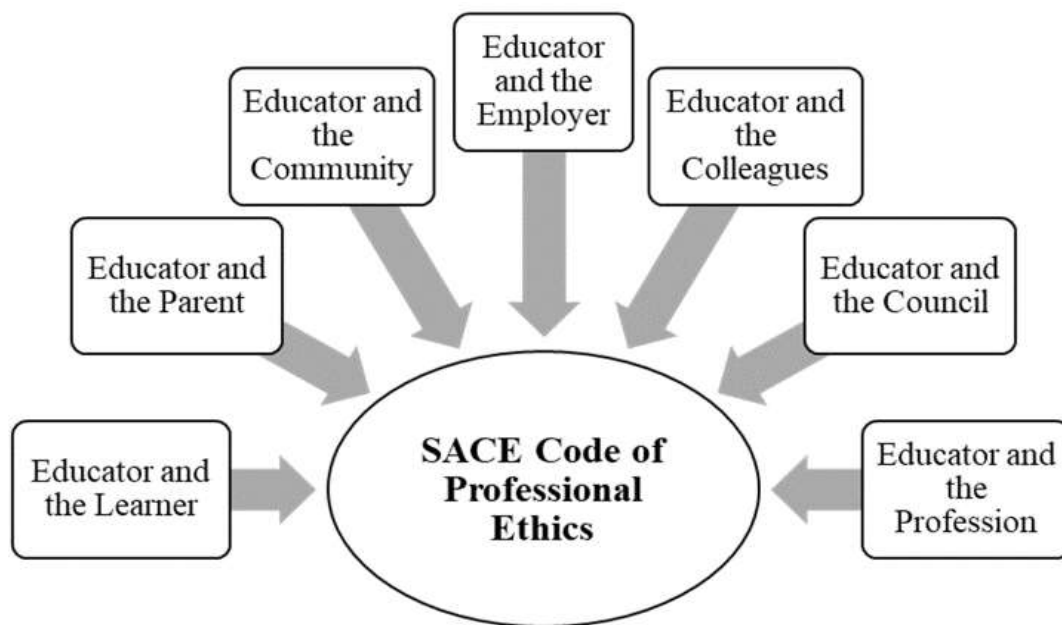 Educator
and the
Employer
Educator and
the
Community
Educator and
the
Colleagues
Educator and
the Parent
Educator and
the Council
Educator and
the Learner
SACE Code of
Professional
Ethics
Educator and
the
Profession